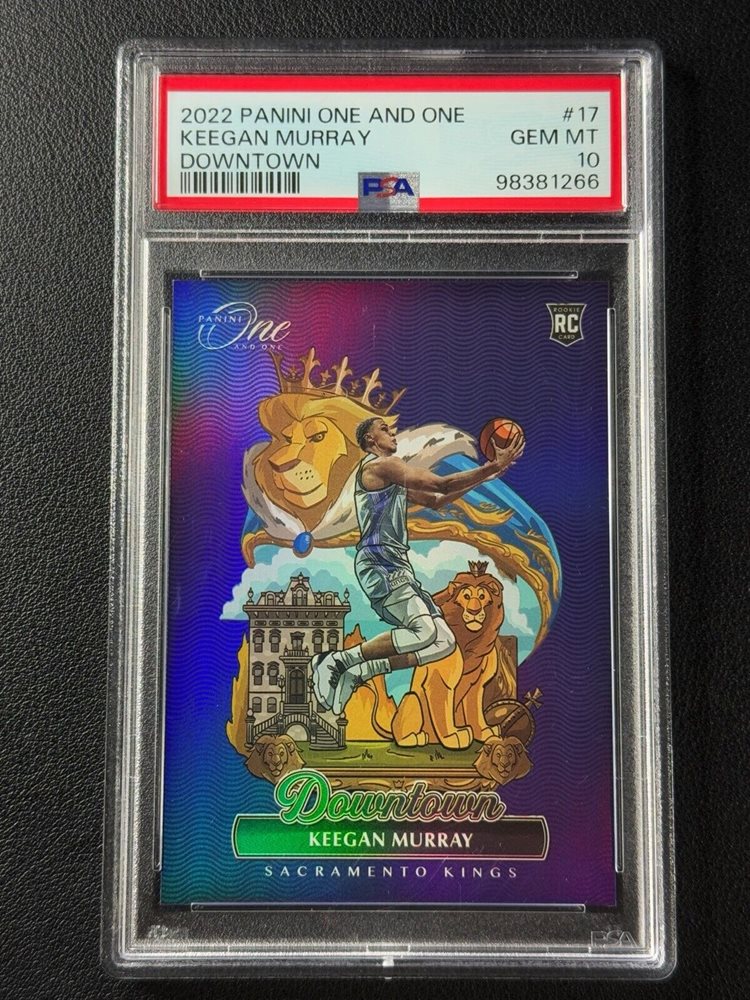 2022 PANINI ONE AND ONE #17
KEEGAN MURRAY GEM MT
DOWNTOWN 10
PSA 98381266
PANINI
One
AND ONE
ROOKIE
RC
CARD
Downtown
KEEGAN MURRAY
SACRAMENTO KINGS
PSA